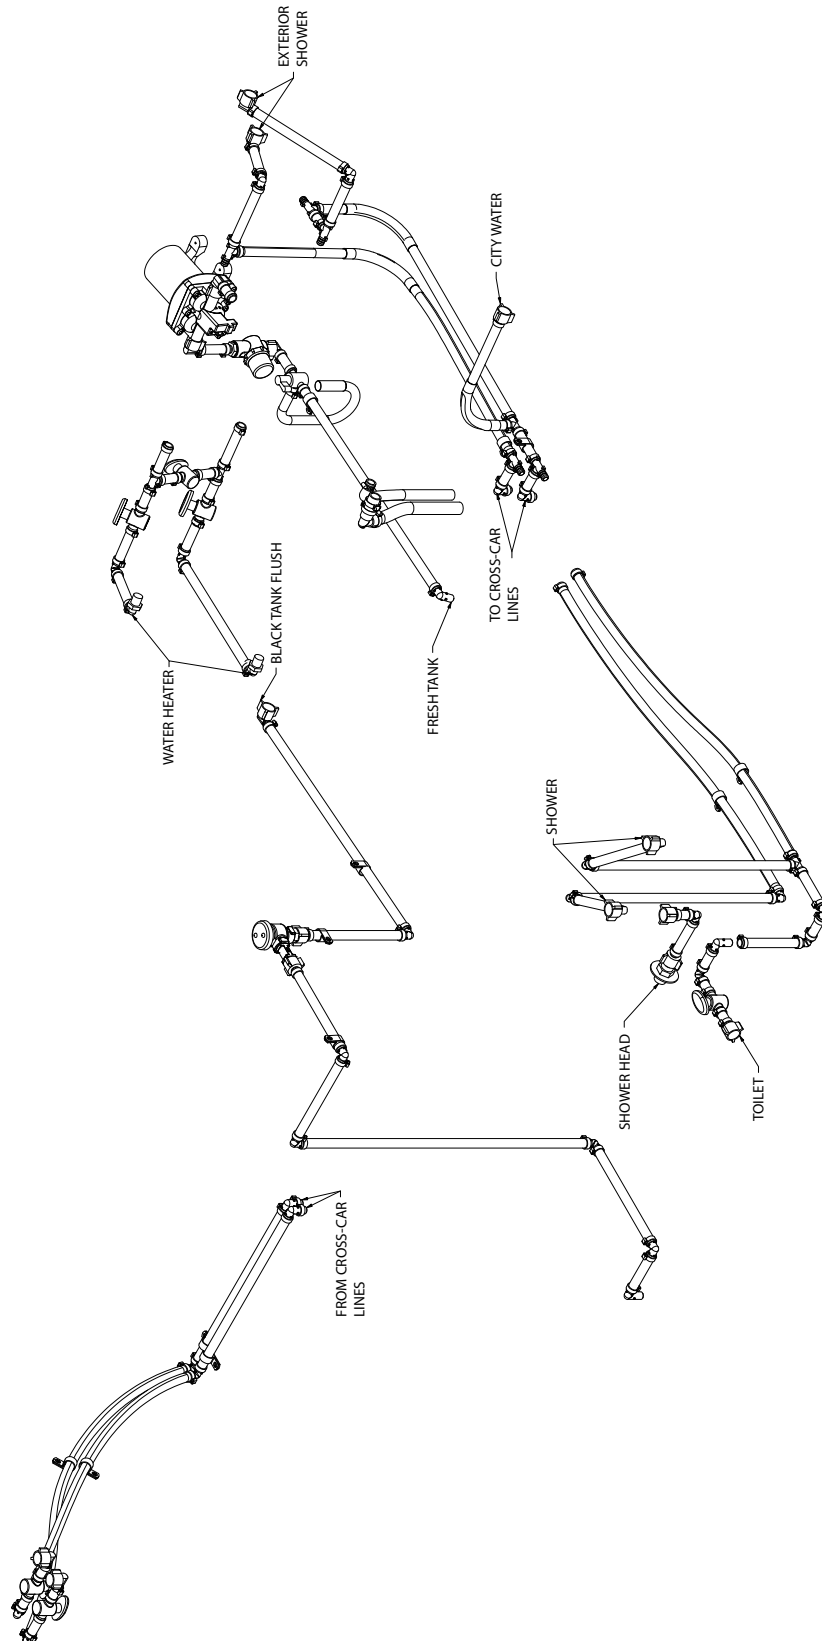 EXTERIOR
SHOWER
CITY WATER
TO CROSS-CAR
LINES
FRESH TANK
BLACK TANK FLUSH
WATER HEATER
SHOWER
SHOWER HEAD
TOILET
FROM CROSS-CAR
LINES